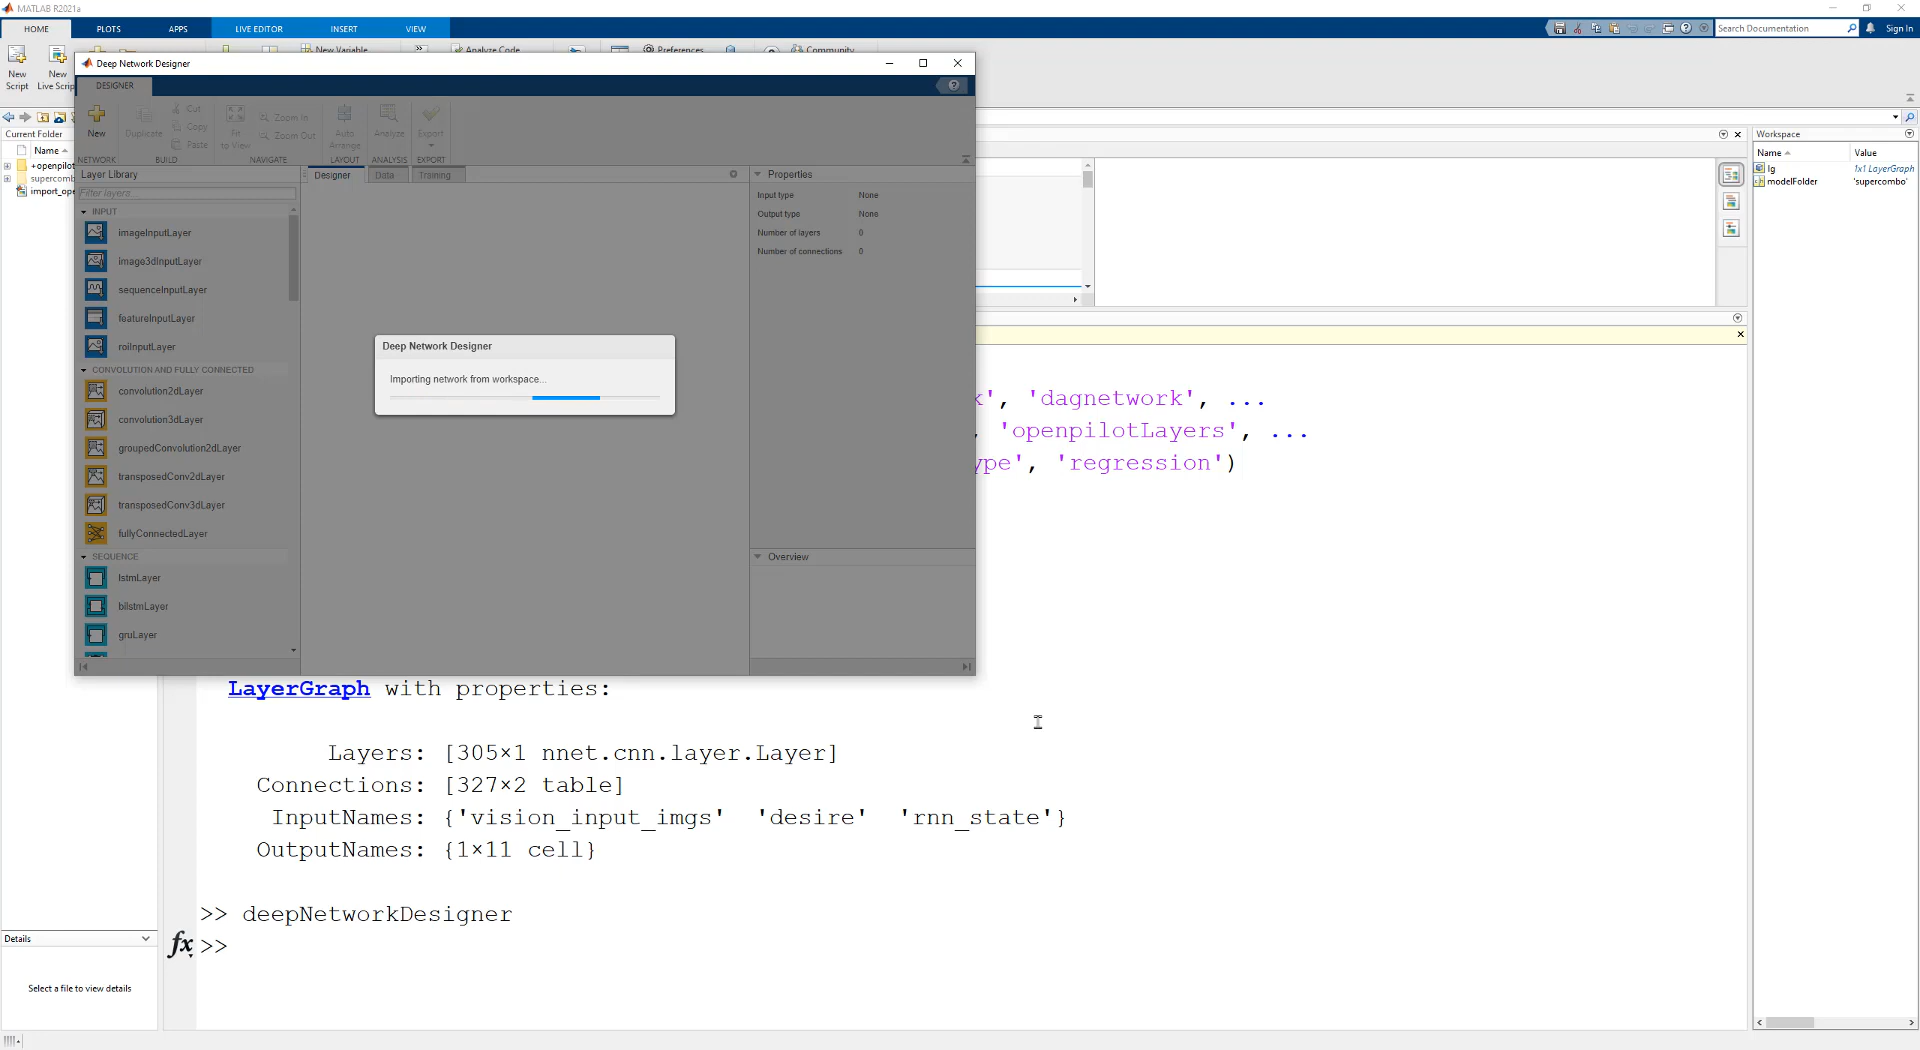 MATLAB R2021a
HOME
PLOTS
APPS
LIVE EDITOR
INSERT
VIEW
Search Documentation
Sign In
New Variable
Analyze Code
Preferences
Community
New
Script
New
Live Scrip
Current Folder
Name
+openpilot
supercomb
import_ope
Deep Network Designer
DESIGNER
New
Duplicate
Cut
Copy
Paste
Fit
to View
Zoom In
Zoom Out
Auto
Arrange
Analyze
Export
NETWORK
BUILD
NAVIGATE
LAYOUT
ANALYSIS
EXPORT
Layer Library
Filter layers...
INPUT
imageInputLayer
image3dInputLayer
sequenceInputLayer
featureInputLayer
roiInputLayer
CONVOLUTION AND FULLY CONNECTED
convolution2dLayer
convolution3dLayer
groupedConvolution2dLayer
transposedConv2dLayer
transposedConv3dLayer
fullyConnectedLayer
SEQUENCE
lstmLayer
bilstmLayer
gruLayer
Designer
Data
Training
Deep Network Designer
Importing network from workspace...
Properties
Input type None
Output type None
Number of layers 0
Number of connections 0
Overview
Workspace
Name Value
lg 1x1 LayerGraph
modelFolder 'supercombo'
k', 'dagnetwork', ...
, 'openpilotLayers', ...
ype', 'regression')
LayerGraph with properties:
Layers: [305×1 nnet.cnn.layer.Layer]
Connections: [327×2 table]
InputNames: {'vision_input_imgs' 'desire' 'rnn_state'}
OutputNames: {1×11 cell}
>> deepNetworkDesigner
fx >>
Details
Select a file to view details